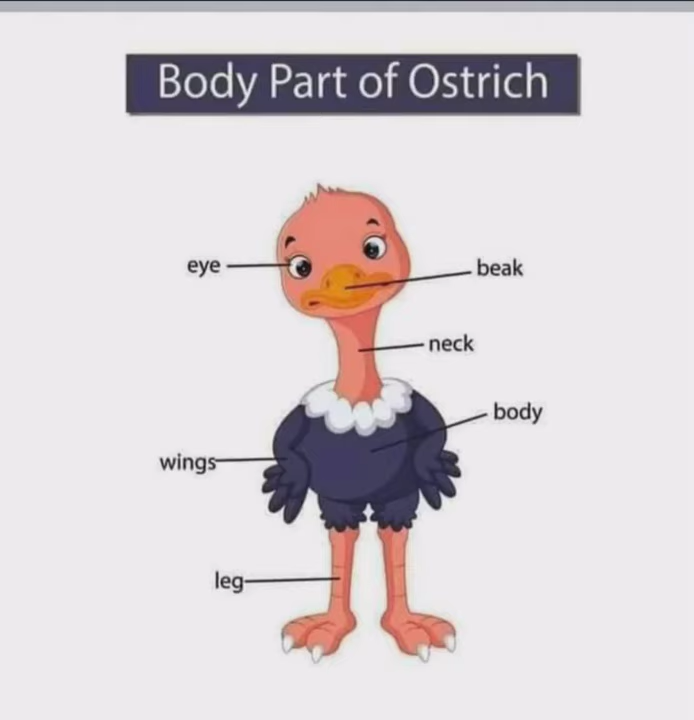 Body Part of Ostrich
eye
beak
neck
body
wings
leg